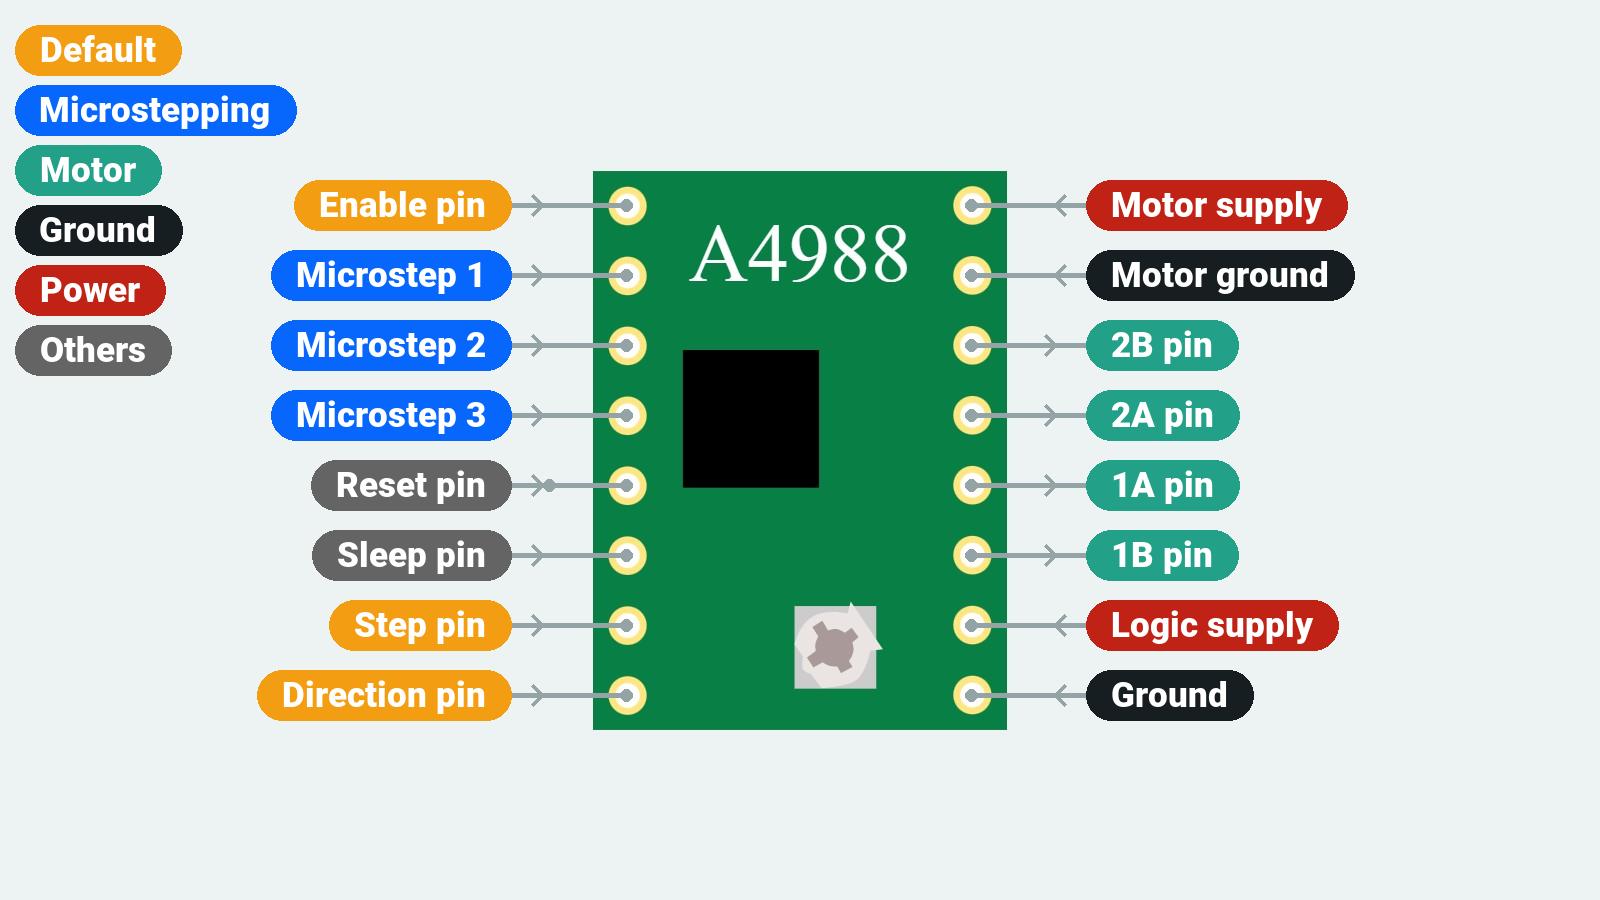 Default
Microstepping
Motor
Ground
Power
Others
Enable pin
Microstep 1
Microstep 2
Microstep 3
Reset pin
Sleep pin
Step pin
Direction pin
A4988
Motor supply
Motor ground
2B pin
2A pin
1A pin
1B pin
Logic supply
Ground